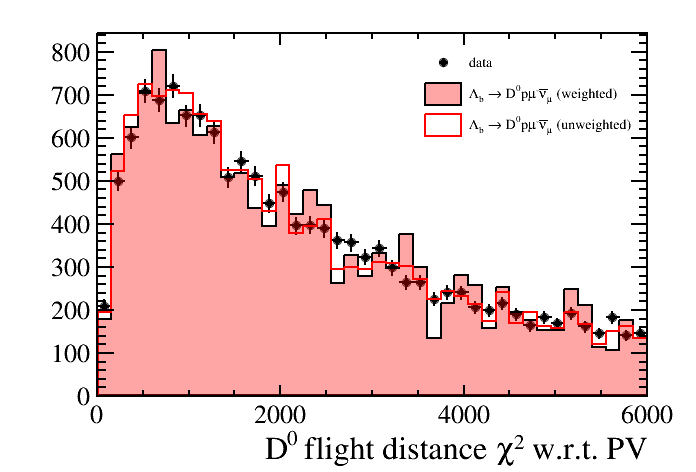 800
700
600
500
400
300
200
100
0
data
Λb → D⁰pμ ν̅μ (weighted)
Λb → D⁰pμ ν̅μ (unweighted)
0 2000 4000 6000
D⁰ flight distance χ² w.r.t. PV